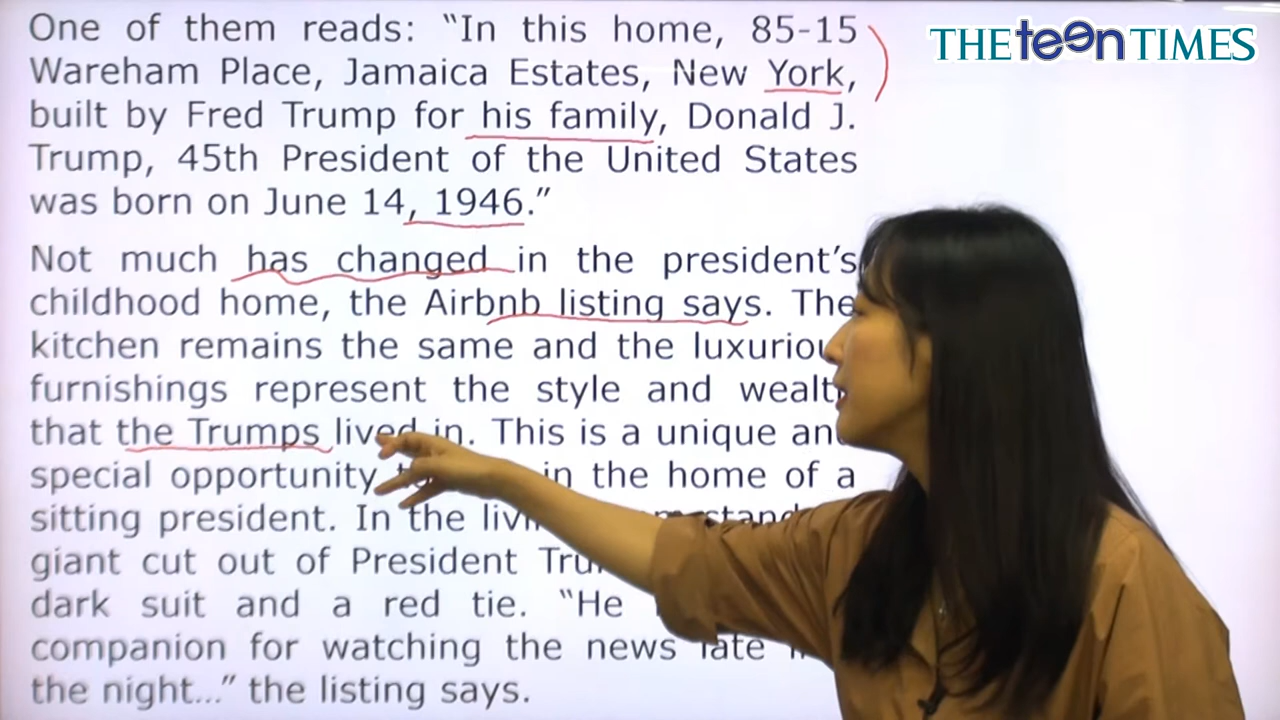 THE teen TIMES
One of them reads: “In this home, 85-15
Wareham Place, Jamaica Estates, New York,
built by Fred Trump for his family, Donald J.
Trump, 45th President of the United States
was born on June 14, 1946.”
Not much has changed in the president’s
childhood home, the Airbnb listing says. The
kitchen remains the same and the
furnishings represent the style and
that the Trumps lived in. This is a unique
special opportunity in the home of a
sitting president. In the
giant cut out of President
dark suit and a red tie. “He
companion for watching the news late
the night…” the listing says.